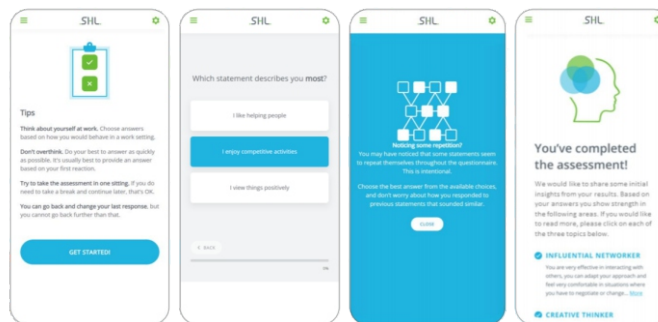 SHL.
Tips
Think about yourself at work. Choose answers
based on how you would behave in a work setting.
Don't overthink. Do your best to answer as quickly
as possible. It's usually best to provide an answer
based on your first reaction.
Try to take the assessment in one sitting. If you do
need to take a break and continue later, that's OK.
You can go back and change your last response, but
you cannot go back further than that.
GET STARTED!
SHL.
Which statement describes you most?
I like helping people
I enjoy competitive activities
I view things positively
< BACK
SHL.
Noticing some repetition?
You may have noticed that some statements seem
to repeat themselves throughout the questionnaire.
This is intentional.
Choose the best answer from the available choices,
and don't worry about how you responded to
previous statements that sounded similar.
CLOSE
SHL.
You've completed
the assessment!
We would like to share some initial
insights from your results. Based on
your answers you show strength in
the following areas. If you would like
to read more, please click on each of
the three topics below.
INFLUENTIAL NETWORKER
You are very effective in interacting with
others, you can adapt your approach and
feel very comfortable in situations where
you have to negotiate or change... More
CREATIVE THINKER